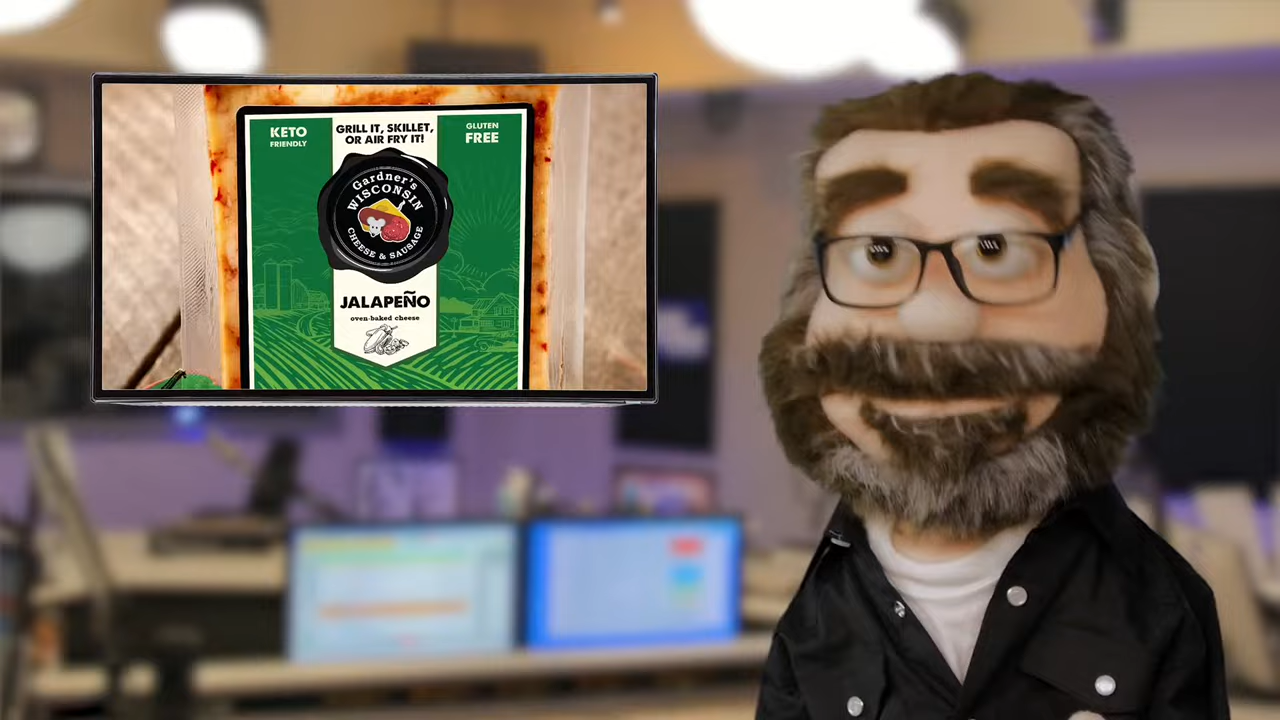 KETO
FRIENDLY
GRILL IT, SKILLET,
OR AIR FRY IT!
GLUTEN
FREE
Gardner's
WISCONSIN
CHEESE & SAUSAGE
JALAPEÑO
oven-baked cheese